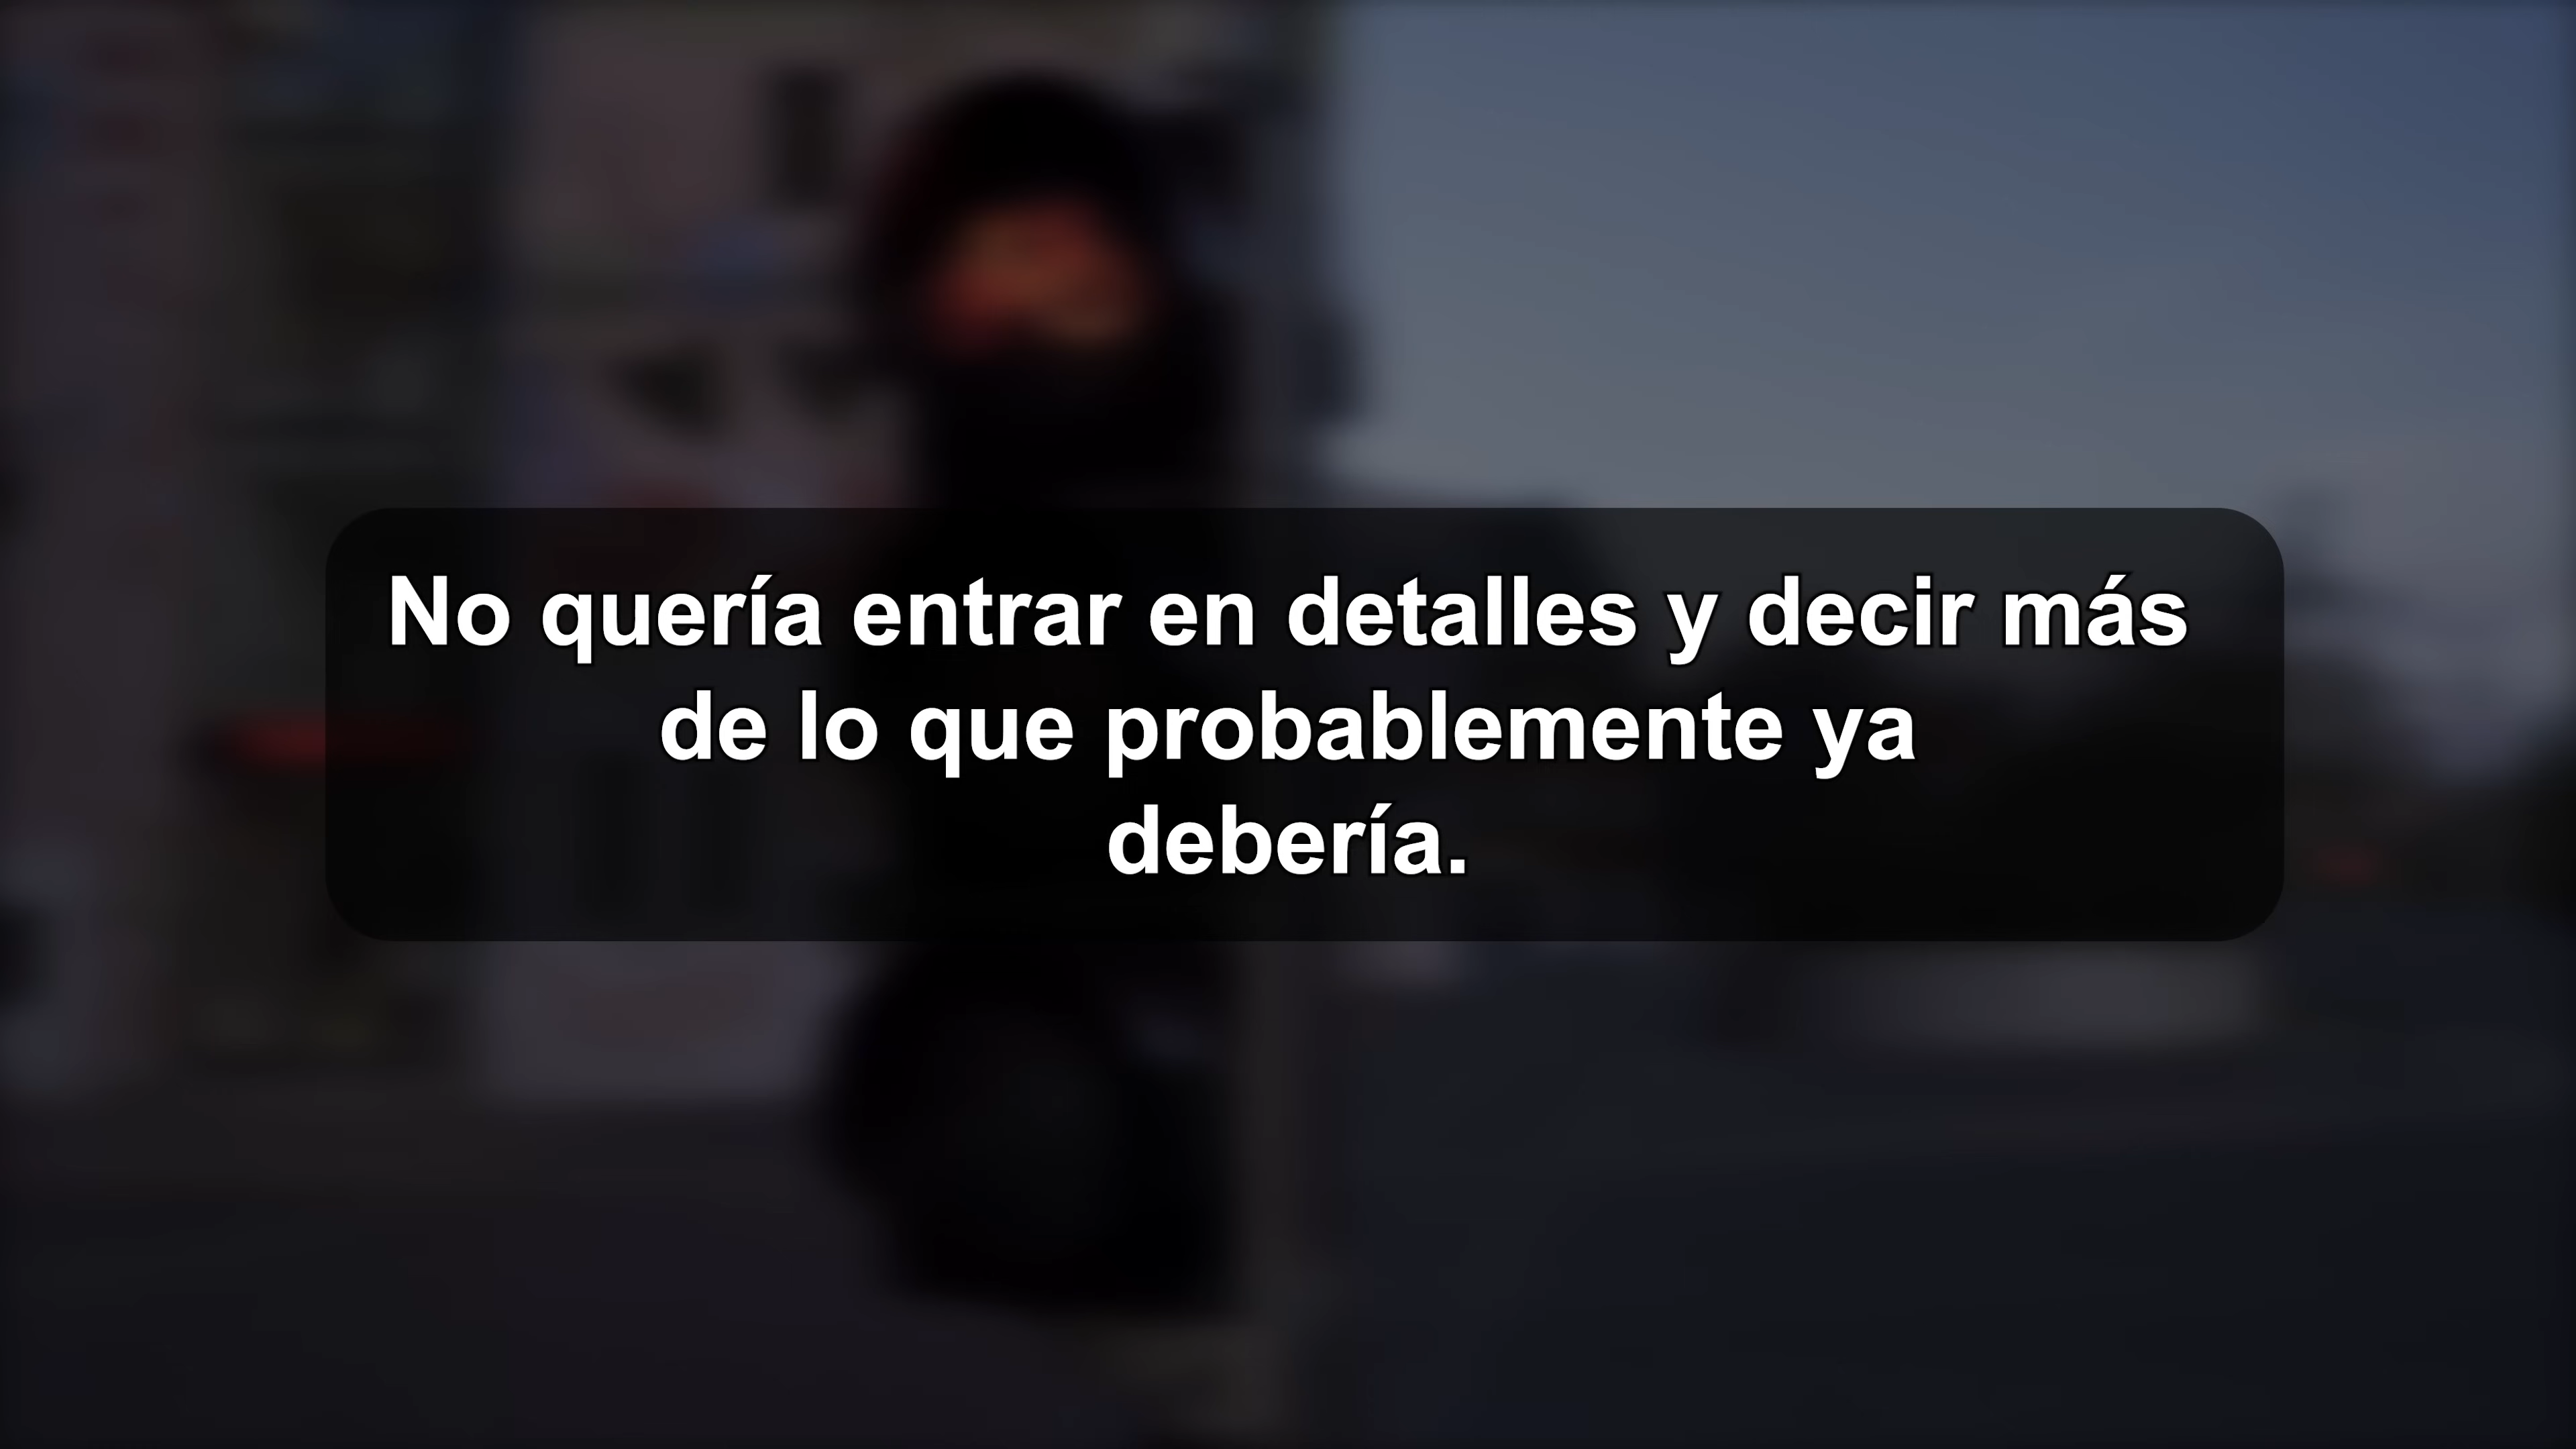 No quería entrar en detalles y decir más
de lo que probablemente ya
debería.